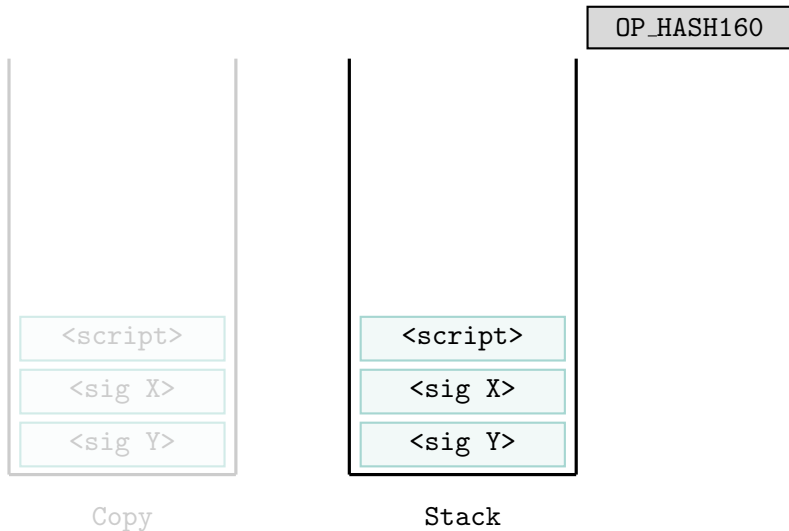 OP_HASH160
<script> <script>
<sig X> <sig X>
<sig Y> <sig Y>
Copy Stack